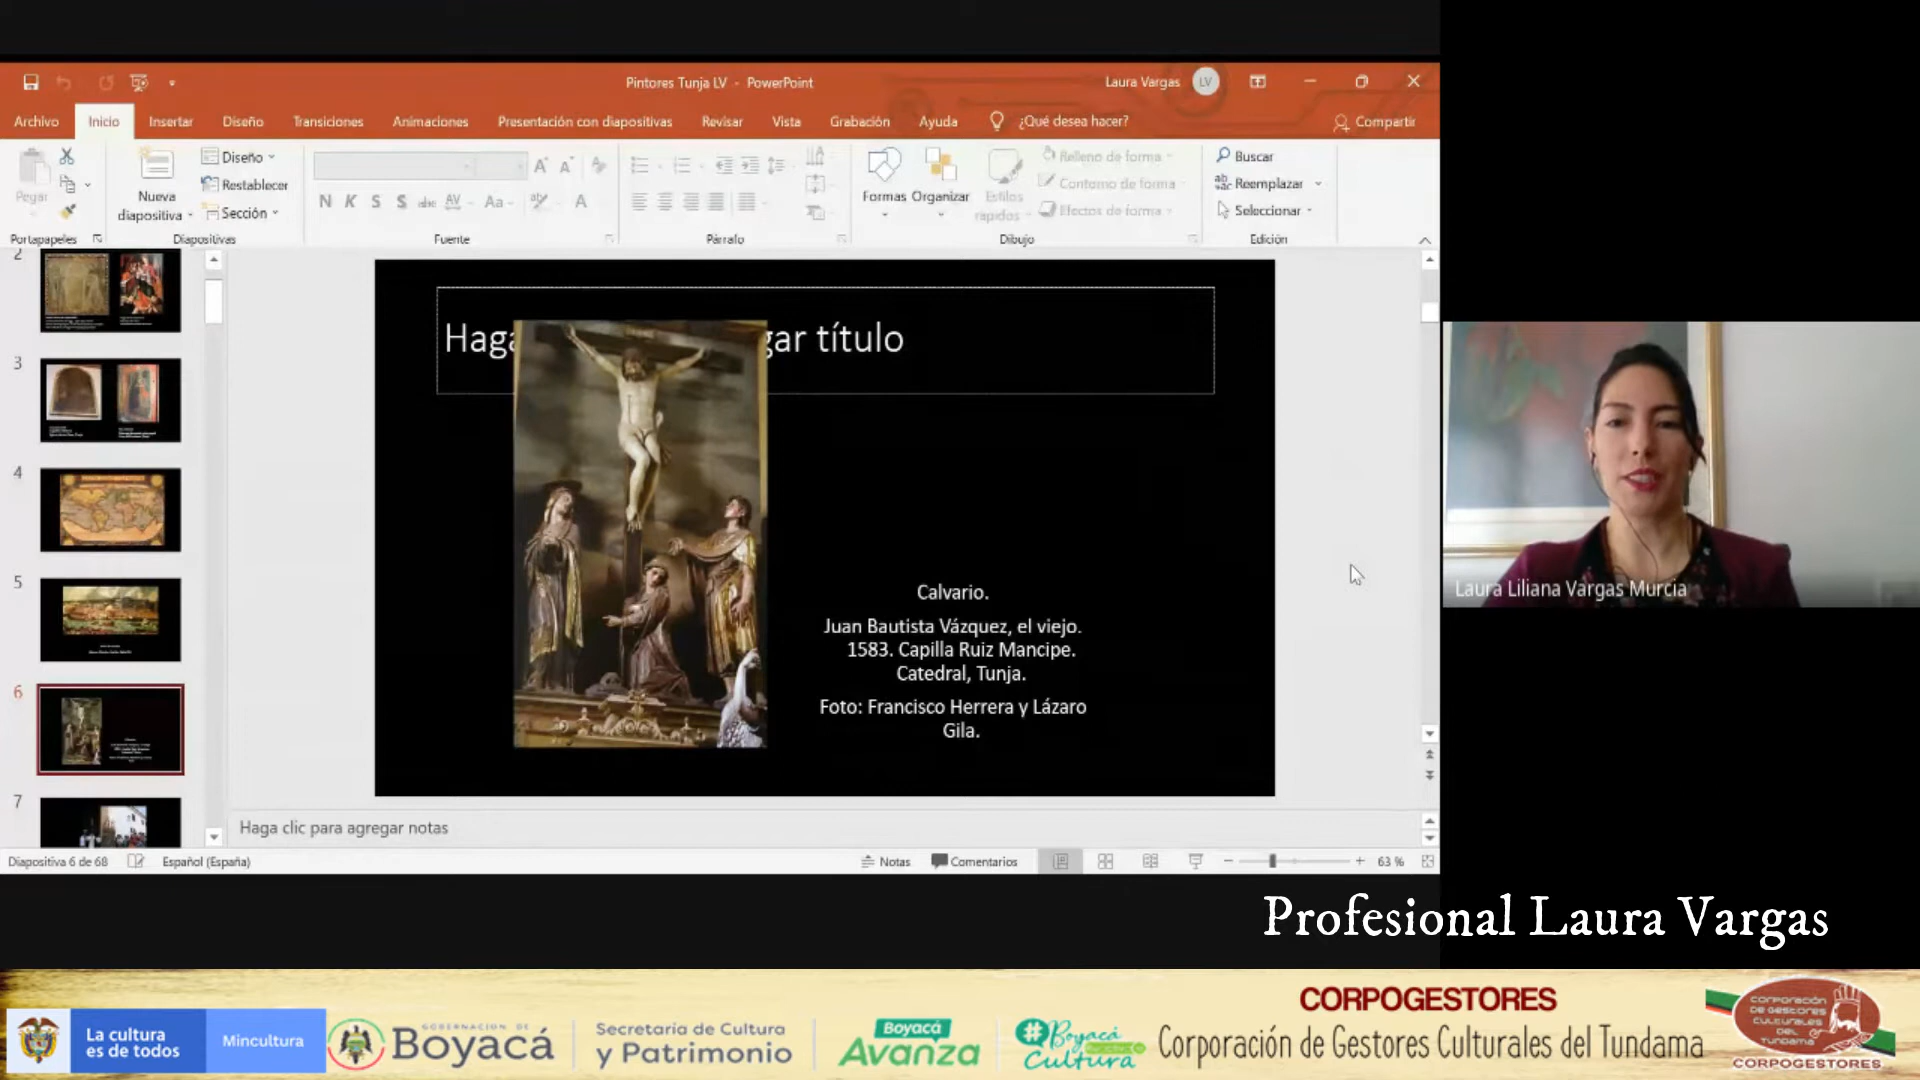 Pintores Tunja LV - PowerPoint
Laura Vargas
LV
Archivo
Inicio
Insertar
Diseño
Transiciones
Animaciones
Presentación con diapositivas
Revisar
Vista
Grabación
Ayuda
¿Qué desea hacer?
Compartir
Pegar
Nueva
diapositiva
Diseño
Restablecer
Sección
N K S S abc AV Aa A
Formas
Organizar
Estilos
rápidos
Relleno de forma
Contorno de forma
Efectos de forma
Buscar
Reemplazar
Seleccionar
Portapapeles
Diapositivas
Fuente
Párrafo
Dibujo
Edición
2
3
4
5
6
7
Haga
gar título
Calvario.
Juan Bautista Vázquez, el viejo.
1583. Capilla Ruiz Mancipe.
Catedral, Tunja.
Foto: Francisco Herrera y Lázaro
Gila.
Haga clic para agregar notas
Diapositiva 6 de 68
Español (España)
Notas
Comentarios
63 %
Laura Liliana Vargas Murcia
Profesional Laura Vargas
La cultura
es de todos
Mincultura
GOBERNACIÓN DE
Boyacá
Secretaría de Cultura
y Patrimonio
Boyacá
Avanza
#Boyacá
Cultura
CORPOGESTORES
Corporación de Gestores Culturales del Tundama
CORPORACIÓN
DE GESTORES
CULTURALES DEL
TUNDAMA
CORPOGESTORES